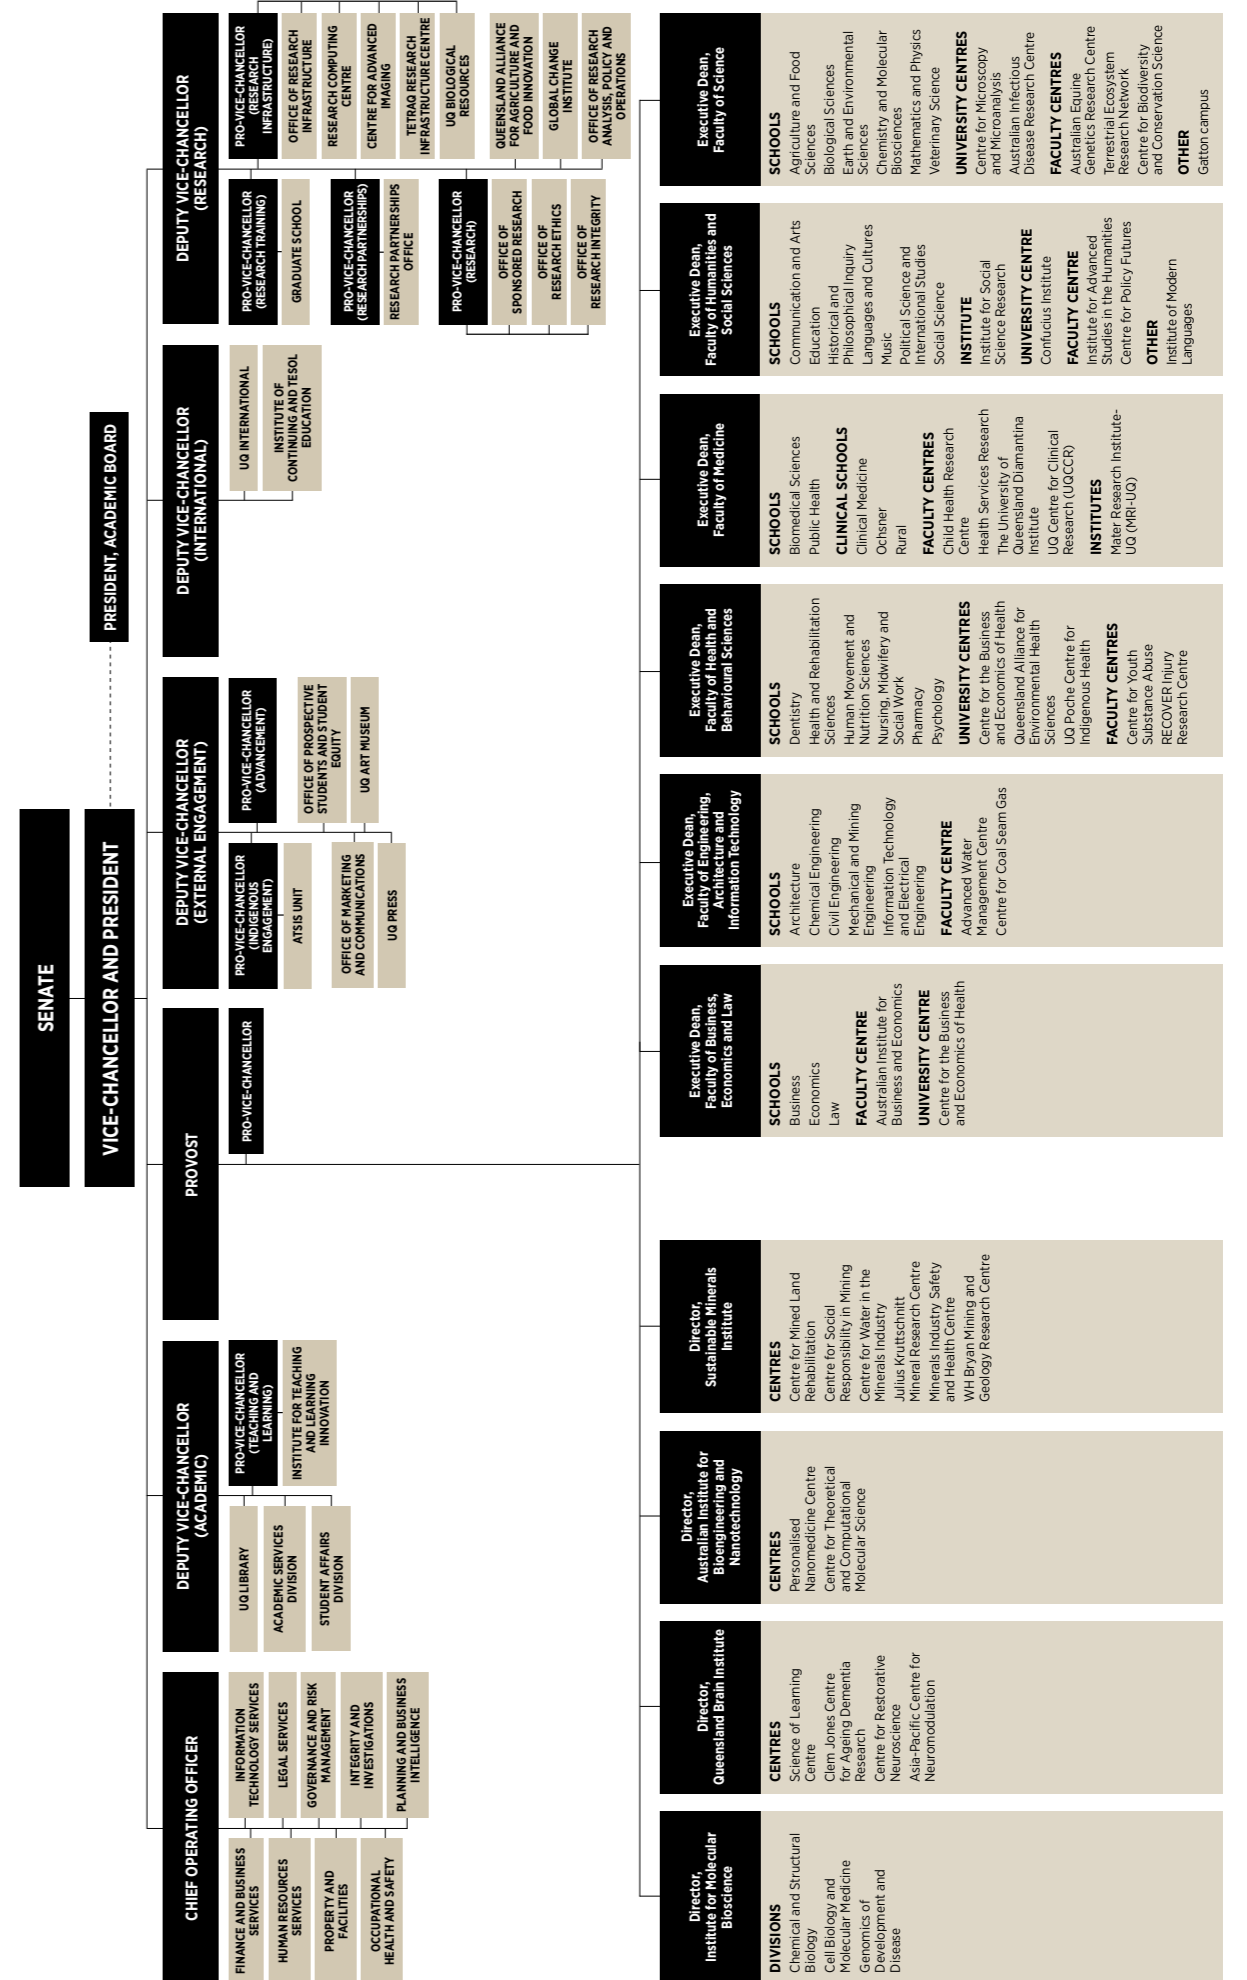 SENATE
VICE-CHANCELLOR AND PRESIDENT
PRESIDENT, ACADEMIC BOARD
CHIEF OPERATING OFFICER
FINANCE AND BUSINESS
SERVICES
HUMAN RESOURCES
SERVICES
PROPERTY AND
FACILITIES
OCCUPATIONAL
HEALTH AND SAFETY
INFORMATION
TECHNOLOGY SERVICES
LEGAL SERVICES
GOVERNANCE AND RISK
MANAGEMENT
INTEGRITY AND
INVESTIGATIONS
PLANNING AND BUSINESS
INTELLIGENCE
DEPUTY VICE-CHANCELLOR
(ACADEMIC)
UQ LIBRARY
ACADEMIC SERVICES
DIVISION
STUDENT AFFAIRS
DIVISION
PRO-VICE-CHANCELLOR
(TEACHING AND
LEARNING)
INSTITUTE FOR TEACHING
AND LEARNING
INNOVATION
PROVOST
PRO-VICE-CHANCELLOR
DEPUTY VICE-CHANCELLOR
(EXTERNAL ENGAGEMENT)
PRO-VICE-CHANCELLOR
(INDIGENOUS
ENGAGEMENT)
ATSIS UNIT
OFFICE OF MARKETING
AND COMMUNICATIONS
UQ PRESS
PRO-VICE-CHANCELLOR
(ADVANCEMENT)
OFFICE OF PROSPECTIVE
STUDENTS AND STUDENT
EQUITY
UQ ART MUSEUM
DEPUTY VICE-CHANCELLOR
(INTERNATIONAL)
UQ INTERNATIONAL
INSTITUTE OF
CONTINUING AND TESOL
EDUCATION
DEPUTY VICE-CHANCELLOR
(RESEARCH)
PRO-VICE-CHANCELLOR
(RESEARCH TRAINING)
GRADUATE SCHOOL
PRO-VICE-CHANCELLOR
(RESEARCH PARTNERSHIPS)
RESEARCH PARTNERSHIPS
OFFICE
PRO-VICE-CHANCELLOR
(RESEARCH)
OFFICE OF
SPONSORED RESEARCH
OFFICE OF
RESEARCH ETHICS
OFFICE OF
RESEARCH INTEGRITY
PRO-VICE-CHANCELLOR
(RESEARCH
INFRASTRUCTURE)
OFFICE OF RESEARCH
INFRASTRUCTURE
RESEARCH COMPUTING
CENTRE
CENTRE FOR ADVANCED
IMAGING
TETRAQ RESEARCH
INFRASTRUCTURE CENTRE
UQ BIOLOGICAL
RESOURCES
QUEENSLAND ALLIANCE
FOR AGRICULTURE AND
FOOD INNOVATION
GLOBAL CHANGE
INSTITUTE
OFFICE OF RESEARCH
ANALYSIS, POLICY AND
OPERATIONS
Director,
Institute for Molecular
Bioscience
DIVISIONS
Chemical and Structural
Biology
Cell Biology and
Molecular Medicine
Genomics of
Development and
Disease
Director,
Queensland Brain Institute
CENTRES
Science of Learning
Centre
Clem Jones Centre
for Ageing Dementia
Research
Centre for Restorative
Neuroscience
Asia-Pacific Centre for
Neuromodulation
Director,
Australian Institute for
Bioengineering and
Nanotechnology
CENTRES
Personalised
Nanomedicine Centre
Centre for Theoretical
and Computational
Molecular Science
Director,
Sustainable Minerals
Institute
CENTRES
Centre for Mined Land
Rehabilitation
Centre for Social
Responsibility in Mining
Centre for Water in the
Minerals Industry
Julius Kruttschnitt
Mineral Research Centre
Minerals Industry Safety
and Health Centre
WH Bryan Mining and
Geology Research Centre
Executive Dean,
Faculty of Business,
Economics and Law
SCHOOLS
Business
Economics
Law
FACULTY CENTRE
Australian Institute for
Business and Economics
UNIVERSITY CENTRE
Centre for the Business
and Economics of Health
Executive Dean,
Faculty of Engineering,
Architecture and
Information Technology
SCHOOLS
Architecture
Chemical Engineering
Civil Engineering
Mechanical and Mining
Engineering
Information Technology
and Electrical
Engineering
FACULTY CENTRE
Advanced Water
Management Centre
Centre for Coal Seam Gas
Executive Dean,
Faculty of Health and
Behavioural Sciences
SCHOOLS
Dentistry
Health and Rehabilitation
Sciences
Human Movement and
Nutrition Sciences
Nursing, Midwifery and
Social Work
Pharmacy
Psychology
UNIVERSITY CENTRES
Centre for the Business
and Economics of Health
Queensland Alliance for
Environmental Health
Sciences
UQ Poche Centre for
Indigenous Health
FACULTY CENTRES
Centre for Youth
Substance Abuse
RECOVER Injury
Research Centre
Executive Dean,
Faculty of Medicine
SCHOOLS
Biomedical Sciences
Public Health
CLINICAL SCHOOLS
Clinical Medicine
Ochsner
Rural
FACULTY CENTRES
Child Health Research
Centre
Health Services Research
The University of
Queensland Diamantina
Institute
UQ Centre for Clinical
Research (UQCCR)
INSTITUTES
Mater Research Institute-
UQ (MRI-UQ)
Executive Dean,
Faculty of Humanities and
Social Sciences
SCHOOLS
Communication and Arts
Education
Historical and
Philosophical Inquiry
Languages and Cultures
Music
Political Science and
International Studies
Social Science
INSTITUTE
Institute for Social
Science Research
UNIVERSITY CENTRE
Confucius Institute
FACULTY CENTRE
Institute for Advanced
Studies in the Humanities
Centre for Policy Futures
OTHER
Institute of Modern
Languages
Executive Dean,
Faculty of Science
SCHOOLS
Agriculture and Food
Sciences
Biological Sciences
Earth and Environmental
Sciences
Chemistry and Molecular
Biosciences
Mathematics and Physics
Veterinary Science
UNIVERSITY CENTRES
Centre for Microscopy
and Microanalysis
Australian Infectious
Disease Research Centre
FACULTY CENTRES
Australian Equine
Genetics Research Centre
Terrestrial Ecosystem
Research Network
Centre for Biodiversity
and Conservation Science
OTHER
Gatton campus